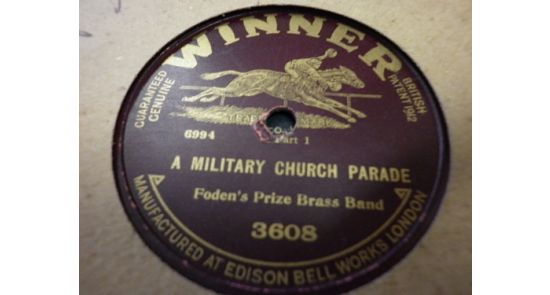 WINNER
GUARANTEED
GENUINE
BRITISH
PATENT 1912
6994
Part 1
A MILITARY CHURCH PARADE
Foden's Prize Brass Band
3608
MANUFACTURED AT EDISON BELL WORKS LONDON